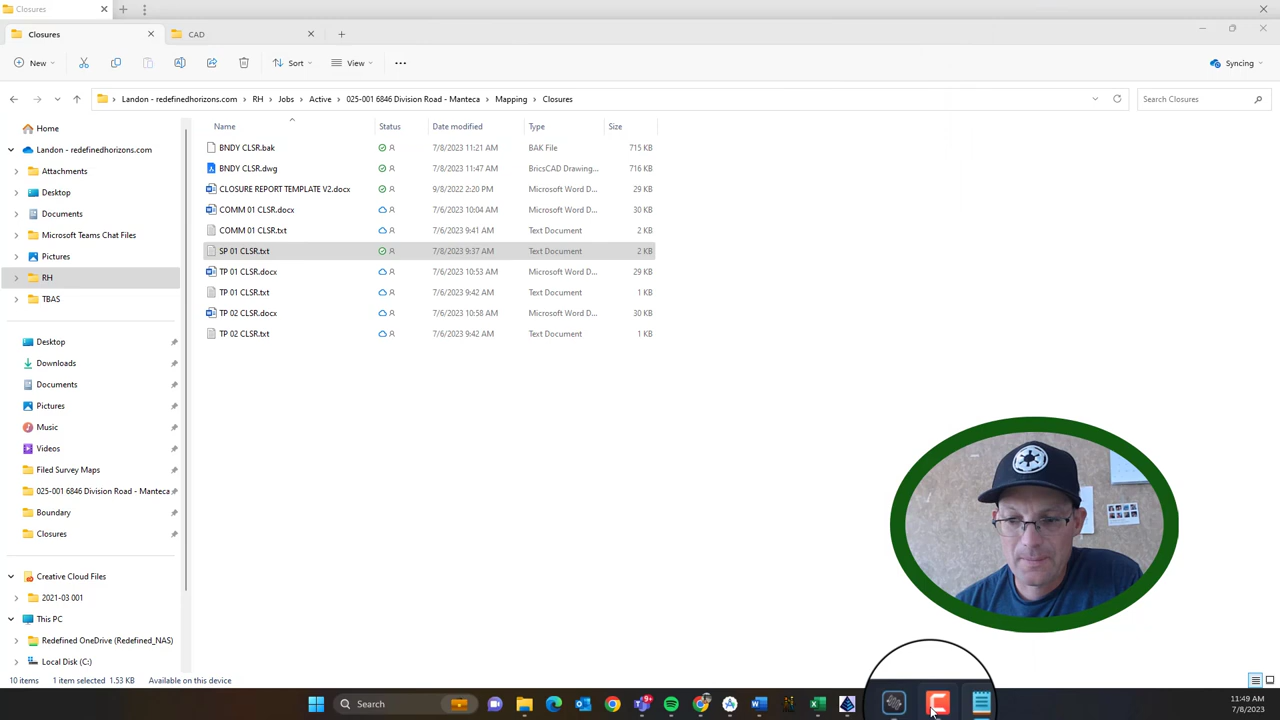 Closures
Closures
CAD
New
Sort
View
Syncing
Landon - redefinedhorizons.com
RH
Jobs
Active
025-001 6846 Division Road - Manteca
Mapping
Closures
Search Closures
Name
Status
Date modified
Type
Size
BNDY CLSR.bak 7/8/2023 11:21 AM BAK File 715 KB
BNDY CLSR.dwg 7/8/2023 11:47 AM BricsCAD Drawing... 716 KB
CLOSURE REPORT TEMPLATE V2.docx 9/8/2022 2:20 PM Microsoft Word D... 29 KB
COMM 01 CLSR.docx 7/6/2023 10:04 AM Microsoft Word D... 30 KB
COMM 01 CLSR.txt 7/6/2023 9:41 AM Text Document 2 KB
SP 01 CLSR.txt 7/8/2023 9:37 AM Text Document 2 KB
TP 01 CLSR.docx 7/6/2023 10:53 AM Microsoft Word D... 29 KB
TP 01 CLSR.txt 7/6/2023 9:42 AM Text Document 1 KB
TP 02 CLSR.docx 7/6/2023 10:58 AM Microsoft Word D... 30 KB
TP 02 CLSR.txt 7/6/2023 9:42 AM Text Document 1 KB
Home
Landon - redefinedhorizons.com
Attachments
Desktop
Documents
Microsoft Teams Chat Files
Pictures
RH
TBAS
Desktop
Downloads
Documents
Pictures
Music
Videos
Filed Survey Maps
025-001 6846 Division Road - Manteca
Boundary
Closures
Creative Cloud Files
2021-03 001
This PC
Redefined OneDrive (Redefined_NAS)
Local Disk (C:)
10 items
1 item selected 1.53 KB
Available on this device
Search
9+
11:49 AM
7/8/2023